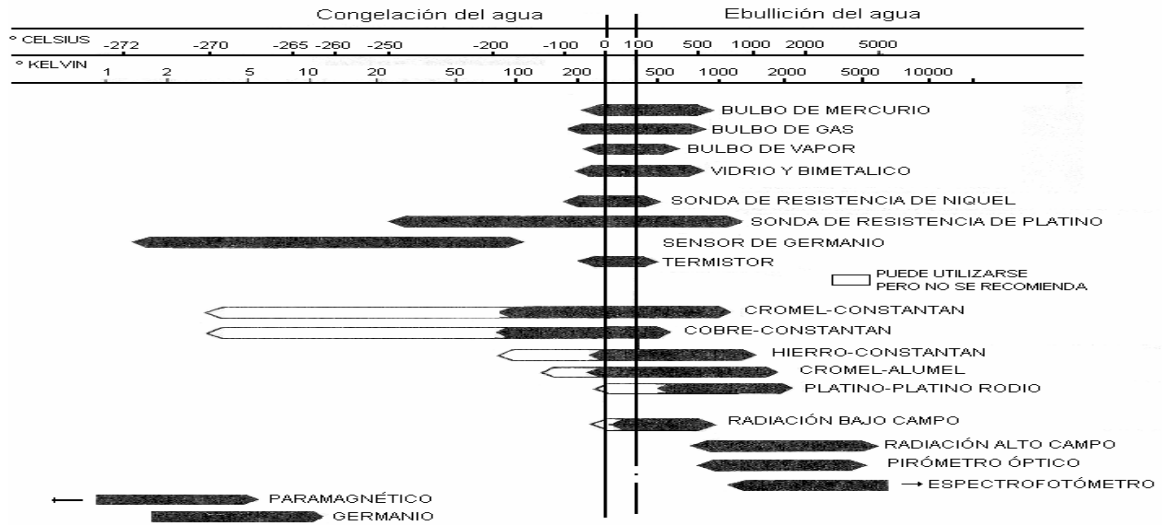 Congelación del agua Ebullición del agua
° CELSIUS -272 -270 -265 -260 -250 -200 -100 0 100 500 1000 2000 5000
° KELVIN 1 2 5 10 20 50 100 200 500 1000 2000 5000 10000
BULBO DE MERCURIO
BULBO DE GAS
BULBO DE VAPOR
VIDRIO Y BIMETALICO
SONDA DE RESISTENCIA DE NIQUEL
SONDA DE RESISTENCIA DE PLATINO
SENSOR DE GERMANIO
TERMISTOR
PUEDE UTILIZARSE
PERO NO SE RECOMIENDA
CROMEL-CONSTANTAN
COBRE-CONSTANTAN
HIERRO-CONSTANTAN
CROMEL-ALUMEL
PLATINO-PLATINO RODIO
RADIACIÓN BAJO CAMPO
RADIACIÓN ALTO CAMPO
PIRÓMETRO ÓPTICO
ESPECTROFOTÓMETRO
PARAMAGNÉTICO
GERMANIO